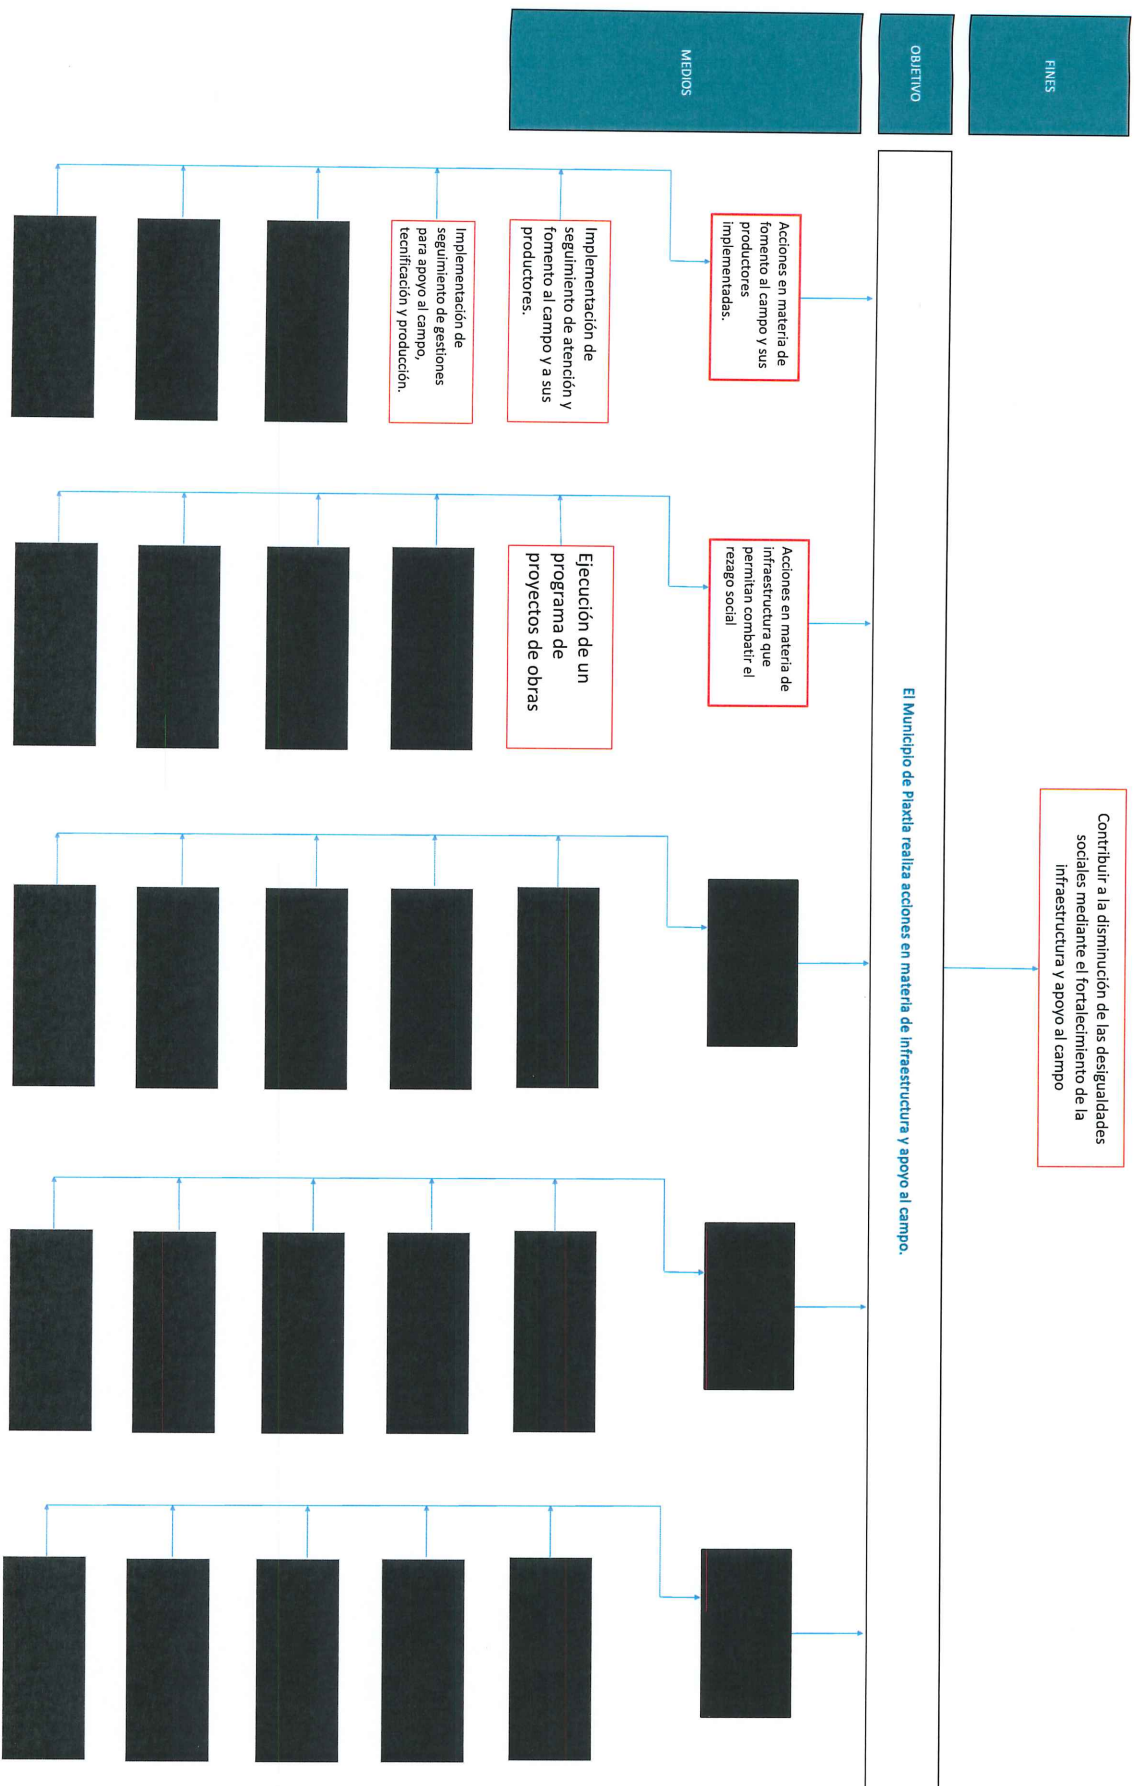 FINES
Contribuir a la disminución de las desigualdades
sociales mediante el fortalecimiento de la
infraestructura y apoyo al campo
OBJETIVO
El Municipio de Piaxtla realiza acciones en materia de infraestructura y apoyo al campo.
MEDIOS
Acciones en materia de
fomento al campo y sus
productores
implementadas.
Acciones en materia de
infraestructura que
permitan combatir el
rezago social
Implementación de
seguimiento de atención y
fomento al campo y a sus
productores.
Ejecución de un
programa de
proyectos de obras
Implementación de
seguimiento de gestiones
para apoyo al campo,
tecnificación y producción.